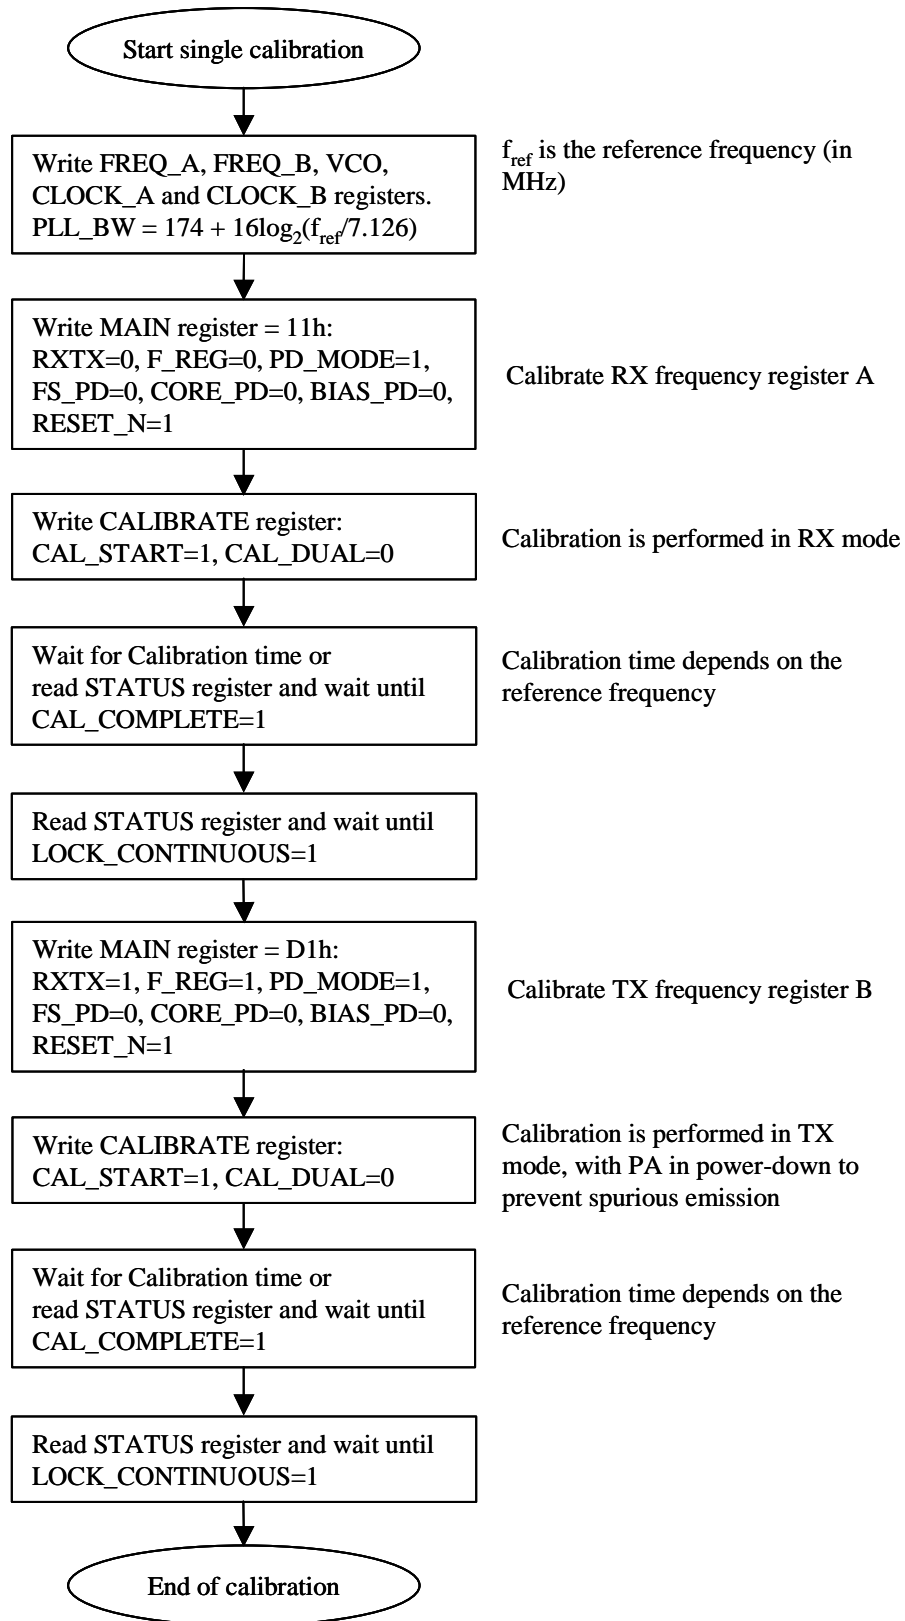 Start single calibration
Write FREQ_A, FREQ_B, VCO,
CLOCK_A and CLOCK_B registers.
PLL_BW = 174 + 16log2(fref/7.126)
fref is the reference frequency (in
MHz)
Write MAIN register = 11h:
RXTX=0, F_REG=0, PD_MODE=1,
FS_PD=0, CORE_PD=0, BIAS_PD=0,
RESET_N=1
Calibrate RX frequency register A
Write CALIBRATE register:
CAL_START=1, CAL_DUAL=0
Calibration is performed in RX mode
Wait for Calibration time or
read STATUS register and wait until
CAL_COMPLETE=1
Calibration time depends on the
reference frequency
Read STATUS register and wait until
LOCK_CONTINUOUS=1
Write MAIN register = D1h:
RXTX=1, F_REG=1, PD_MODE=1,
FS_PD=0, CORE_PD=0, BIAS_PD=0,
RESET_N=1
Calibrate TX frequency register B
Write CALIBRATE register:
CAL_START=1, CAL_DUAL=0
Calibration is performed in TX
mode, with PA in power-down to
prevent spurious emission
Wait for Calibration time or
read STATUS register and wait until
CAL_COMPLETE=1
Calibration time depends on the
reference frequency
Read STATUS register and wait until
LOCK_CONTINUOUS=1
End of calibration